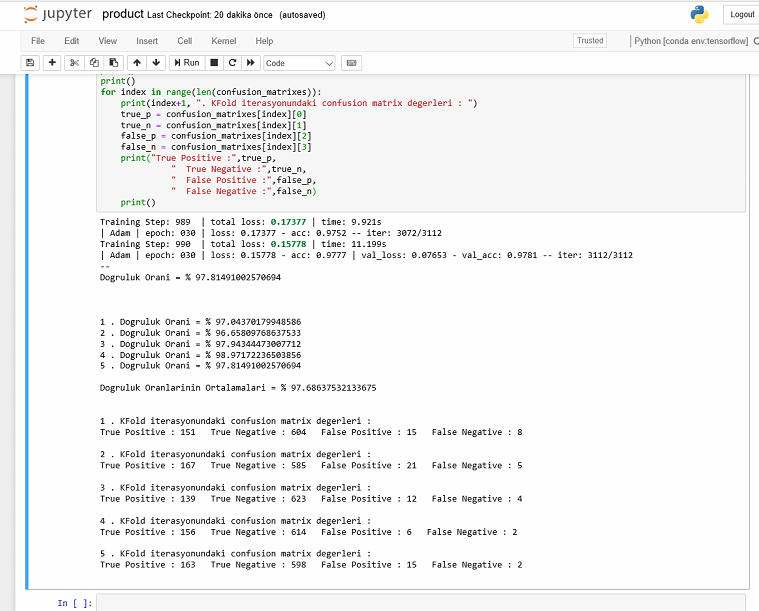 jupyter product Last Checkpoint: 20 dakika önce (autosaved) Logout
File Edit View Insert Cell Kernel Help Trusted Python [conda env:tensorflow]
Run Code
print()
for index in range(len(confusion_matrixes)):
print(index+1, ". KFold iterasyonundaki confusion matrix degerleri : ")
true_p = confusion_matrixes[index][0]
true_n = confusion_matrixes[index][1]
false_p = confusion_matrixes[index][2]
false_n = confusion_matrixes[index][3]
print("True Positive :",true_p,
" True Negative :",true_n,
" False Positive :",false_p,
" False Negative :",false_n)
print()
Training Step: 989 | total loss: 0.17377 | time: 9.921s
| Adam | epoch: 030 | loss: 0.17377 - acc: 0.9752 -- iter: 3072/3112
Training Step: 990 | total loss: 0.15778 | time: 11.199s
| Adam | epoch: 030 | loss: 0.15778 - acc: 0.9777 | val_loss: 0.07653 - val_acc: 0.9781 -- iter: 3112/3112
--
Dogruluk Orani = % 97.81491002570694
1 . Dogruluk Orani = % 97.04370179948586
2 . Dogruluk Orani = % 96.65809768637533
3 . Dogruluk Orani = % 97.94344473007712
4 . Dogruluk Orani = % 98.97172236503856
5 . Dogruluk Orani = % 97.81491002570694
Dogruluk Oranlarinin Ortalamalari = % 97.68637532133675
1 . KFold iterasyonundaki confusion matrix degerleri :
True Positive : 151 True Negative : 604 False Positive : 15 False Negative : 8
2 . KFold iterasyonundaki confusion matrix degerleri :
True Positive : 167 True Negative : 585 False Positive : 21 False Negative : 5
3 . KFold iterasyonundaki confusion matrix degerleri :
True Positive : 139 True Negative : 623 False Positive : 12 False Negative : 4
4 . KFold iterasyonundaki confusion matrix degerleri :
True Positive : 156 True Negative : 614 False Positive : 6 False Negative : 2
5 . KFold iterasyonundaki confusion matrix degerleri :
True Positive : 163 True Negative : 598 False Positive : 15 False Negative : 2
In [ ]: